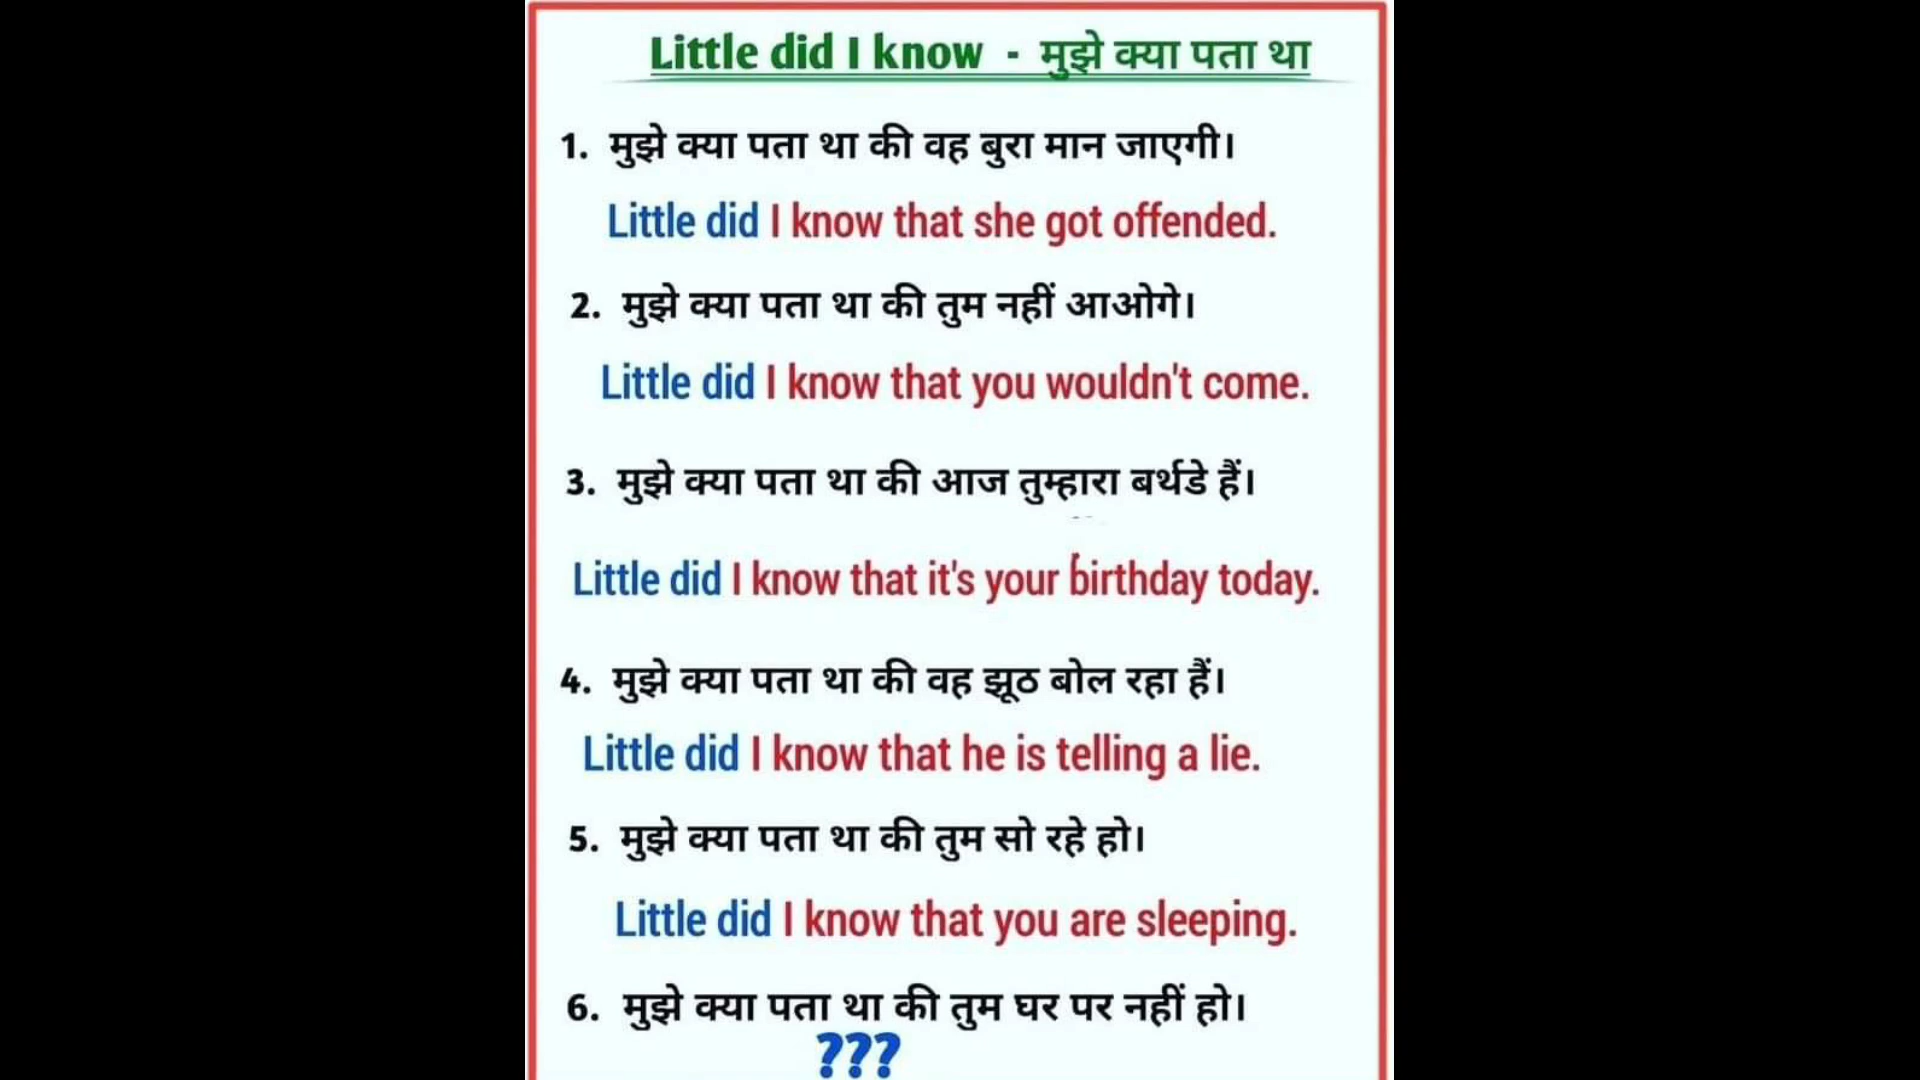 Little did I know - मुझे क्या पता था
1. मुझे क्या पता था की वह बुरा मान जाएगी।
Little did I know that she got offended.
2. मुझे क्या पता था की तुम नहीं आओगे।
Little did I know that you wouldn't come.
3. मुझे क्या पता था की आज तुम्हारा बर्थडे हैं।
Little did I know that it's your birthday today.
4. मुझे क्या पता था की वह झूठ बोल रहा हैं।
Little did I know that he is telling a lie.
5. मुझे क्या पता था की तुम सो रहे हो।
Little did I know that you are sleeping.
6. मुझे क्या पता था की तुम घर पर नहीं हो।
???